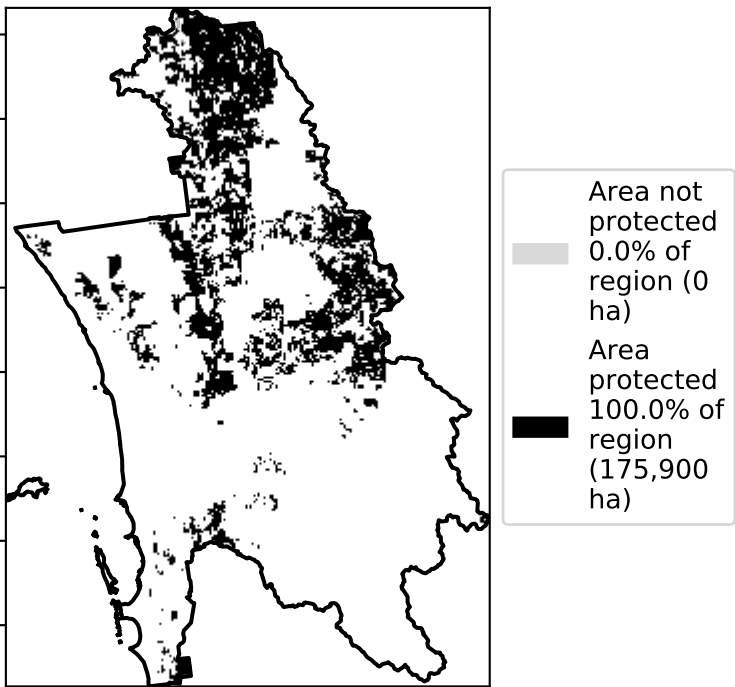 Area not
protected
0.0% of
region (0
ha)
Area
protected
100.0% of
region
(175,900
ha)